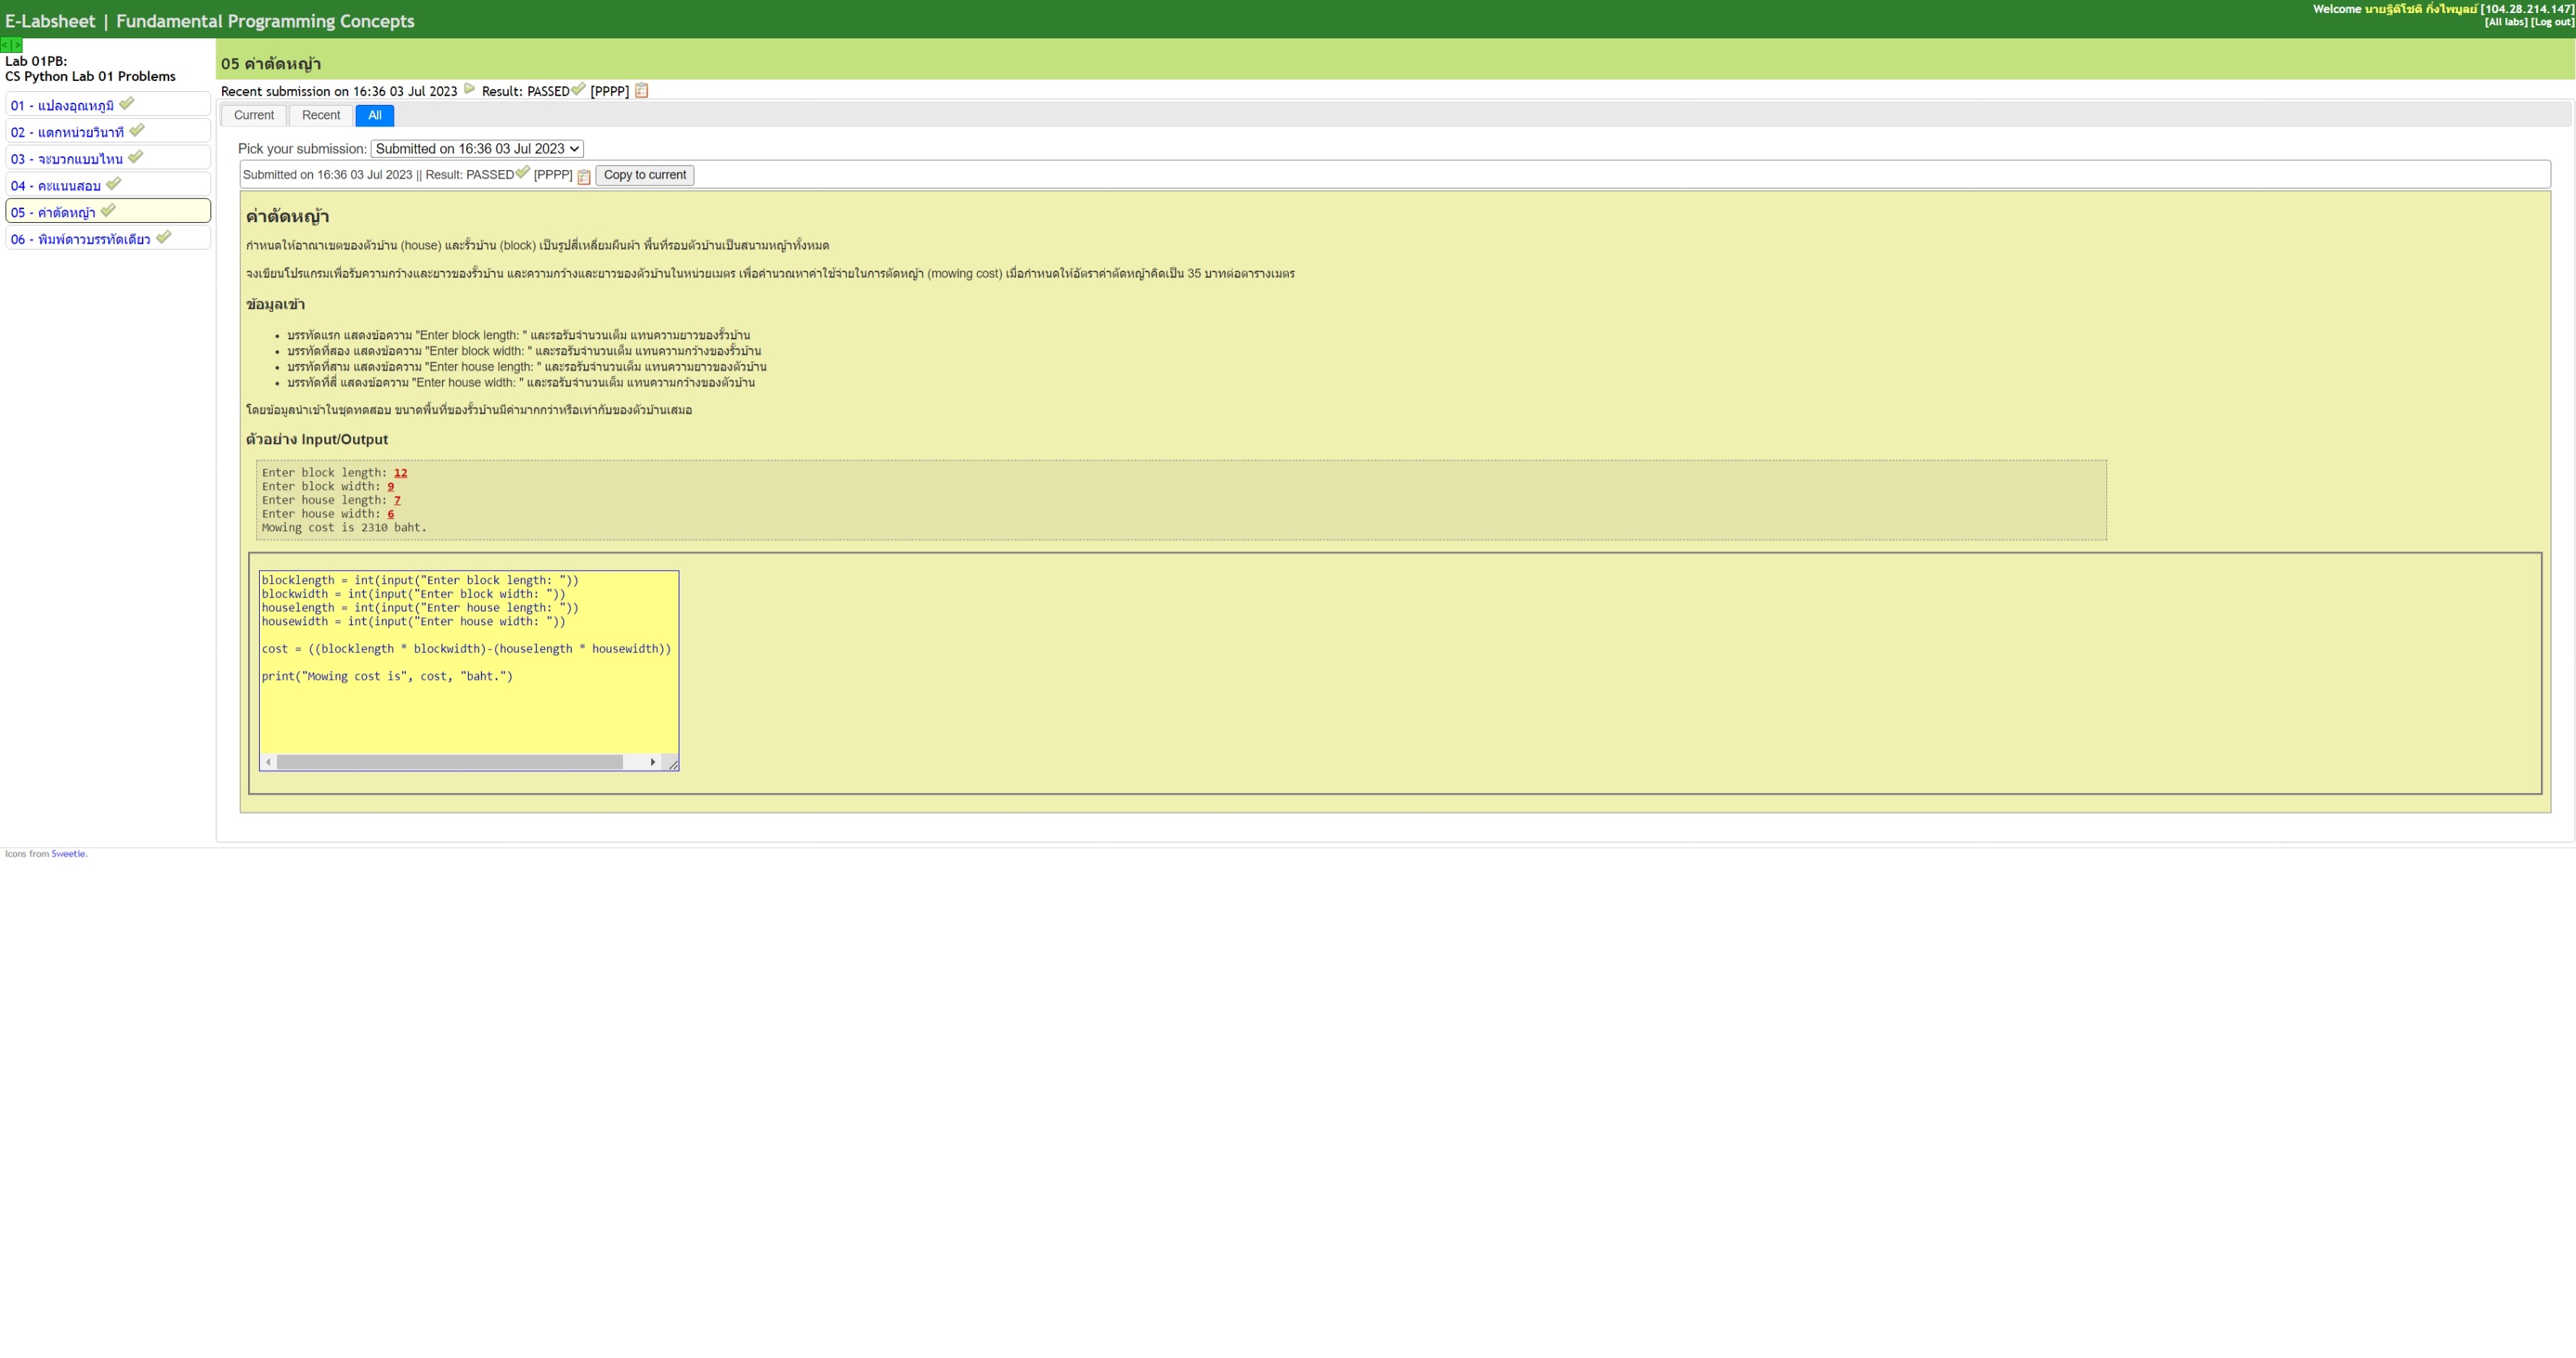 E-Labsheet | Fundamental Programming Concepts
Welcome นายฐิติโชติ กิ่งไพบูลย์ [104.28.214.147]
[All labs] [Log out]
<|>
Lab 01PB:
CS Python Lab 01 Problems
01 - แปลงอุณหภูมิ
02 - แตกหน่วยวินาที
03 - จะบวกแบบไหน
04 - คะแนนสอบ
05 - ค่าตัดหญ้า
06 - พิมพ์ดาวบรรทัดเดียว
05 ค่าตัดหญ้า
Recent submission on 16:36 03 Jul 2023 Result: PASSED [PPPP]
Current Recent All
Pick your submission: Submitted on 16:36 03 Jul 2023
Submitted on 16:36 03 Jul 2023 || Result: PASSED [PPPP] Copy to current
ค่าตัดหญ้า
กำหนดให้อาณาเขตของตัวบ้าน (house) และรั้วบ้าน (block) เป็นรูปสี่เหลี่ยมผืนผ้า พื้นที่รอบตัวบ้านเป็นสนามหญ้าทั้งหมด
จงเขียนโปรแกรมเพื่อรับความกว้างและยาวของรั้วบ้าน และความกว้างและยาวของตัวบ้านในหน่วยเมตร เพื่อคำนวณหาค่าใช้จ่ายในการตัดหญ้า (mowing cost) เมื่อกำหนดให้อัตราค่าตัดหญ้าคิดเป็น 35 บาทต่อตารางเมตร
ข้อมูลเข้า
• บรรทัดแรก แสดงข้อความ "Enter block length: " และรอรับจำนวนเต็ม แทนความยาวของรั้วบ้าน
• บรรทัดที่สอง แสดงข้อความ "Enter block width: " และรอรับจำนวนเต็ม แทนความกว้างของรั้วบ้าน
• บรรทัดที่สาม แสดงข้อความ "Enter house length: " และรอรับจำนวนเต็ม แทนความยาวของตัวบ้าน
• บรรทัดที่สี่ แสดงข้อความ "Enter house width: " และรอรับจำนวนเต็ม แทนความกว้างของตัวบ้าน
โดยข้อมูลนำเข้าในชุดทดสอบ ขนาดพื้นที่ของรั้วบ้านมีค่ามากกว่าหรือเท่ากับของตัวบ้านเสมอ
ตัวอย่าง Input/Output
Enter block length: 12
Enter block width: 9
Enter house length: 7
Enter house width: 6
Mowing cost is 2310 baht.
blocklength = int(input("Enter block length: "))
blockwidth = int(input("Enter block width: "))
houselength = int(input("Enter house length: "))
housewidth = int(input("Enter house width: "))
cost = ((blocklength * blockwidth)-(houselength * housewidth))
print("Mowing cost is", cost, "baht.")
Icons from Sweetie.